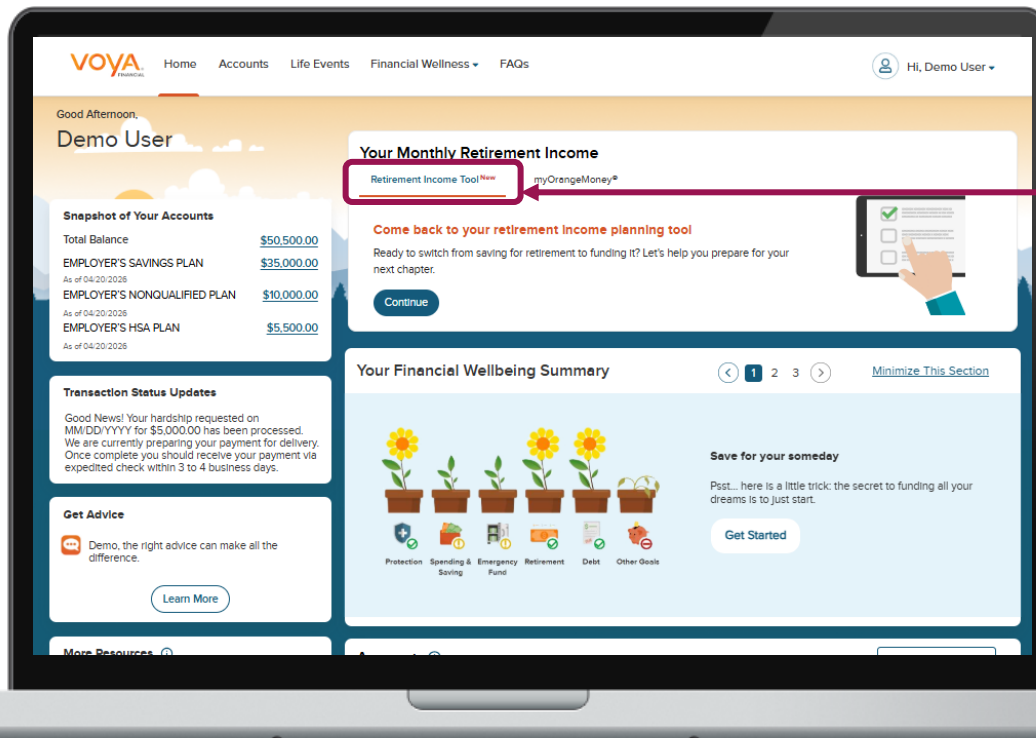 VOYA
FINANCIAL
Home Accounts Life Events Financial Wellness FAQs
Hi, Demo User
Good Afternoon,
Demo User
Snapshot of Your Accounts
Total Balance $50,500.00
EMPLOYER'S SAVINGS PLAN $35,000.00
As of 04/20/2026
EMPLOYER'S NONQUALIFIED PLAN $10,000.00
As of 04/20/2026
EMPLOYER'S HSA PLAN $5,500.00
As of 04/20/2026
Transaction Status Updates
Good News! Your hardship requested on
MM/DD/YYYY for $5,000.00 has been processed.
We are currently preparing your payment for delivery.
Once complete you should receive your payment via
expedited check within 3 to 4 business days.
Get Advice
Demo, the right advice can make all the
difference.
Learn More
More Resources
Your Monthly Retirement Income
Retirement Income Tool New myOrangeMoney®
Come back to your retirement income planning tool
Ready to switch from saving for retirement to funding it? Let's help you prepare for your
next chapter.
Continue
Your Financial Wellbeing Summary
1 2 3
Minimize This Section
Protection Spending & Saving Emergency Fund Retirement Debt Other Goals
Save for your someday
Psst... here is a little trick: the secret to funding all your
dreams is to just start.
Get Started